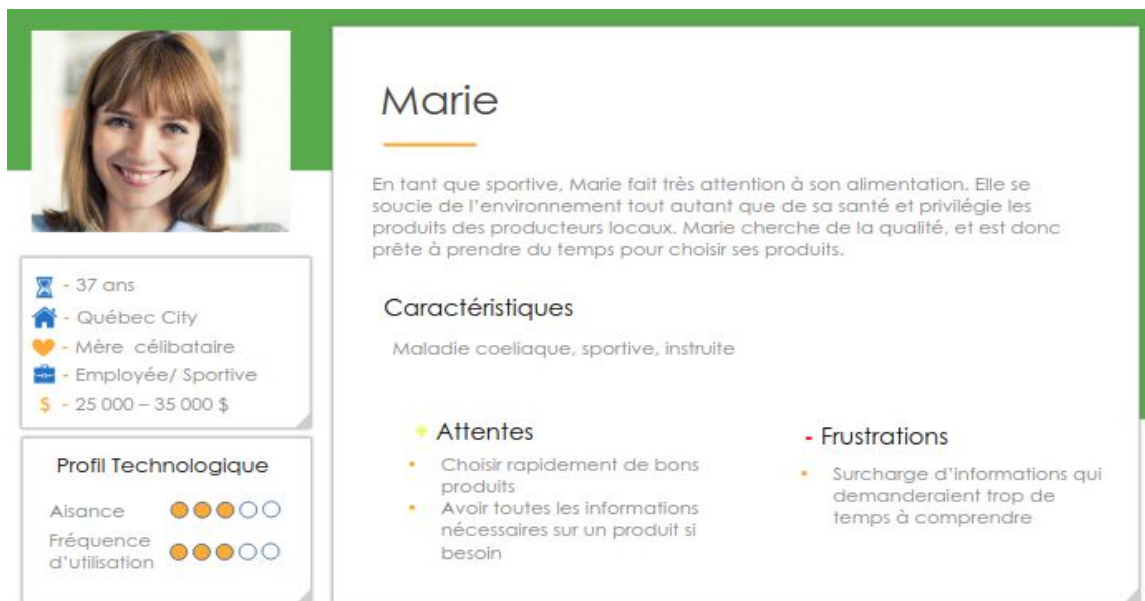 Marie
En tant que sportive, Marie fait très attention à son alimentation. Elle se
soucie de l'environnement tout autant que de sa santé et privilégie les
produits des producteurs locaux. Marie cherche de la qualité, et est donc
prête à prendre du temps pour choisir ses produits.
- 37 ans
- Québec City
- Mère célibataire
- Employée/ Sportive
$ - 25 000 – 35 000 $
Profil Technologique
Aisance
Fréquence
d'utilisation
Caractéristiques
Maladie coeliaque, sportive, instruite
+ Attentes
• Choisir rapidement de bons
produits
• Avoir toutes les informations
nécessaires sur un produit si
besoin
- Frustrations
• Surcharge d'informations qui
demanderaient trop de
temps à comprendre